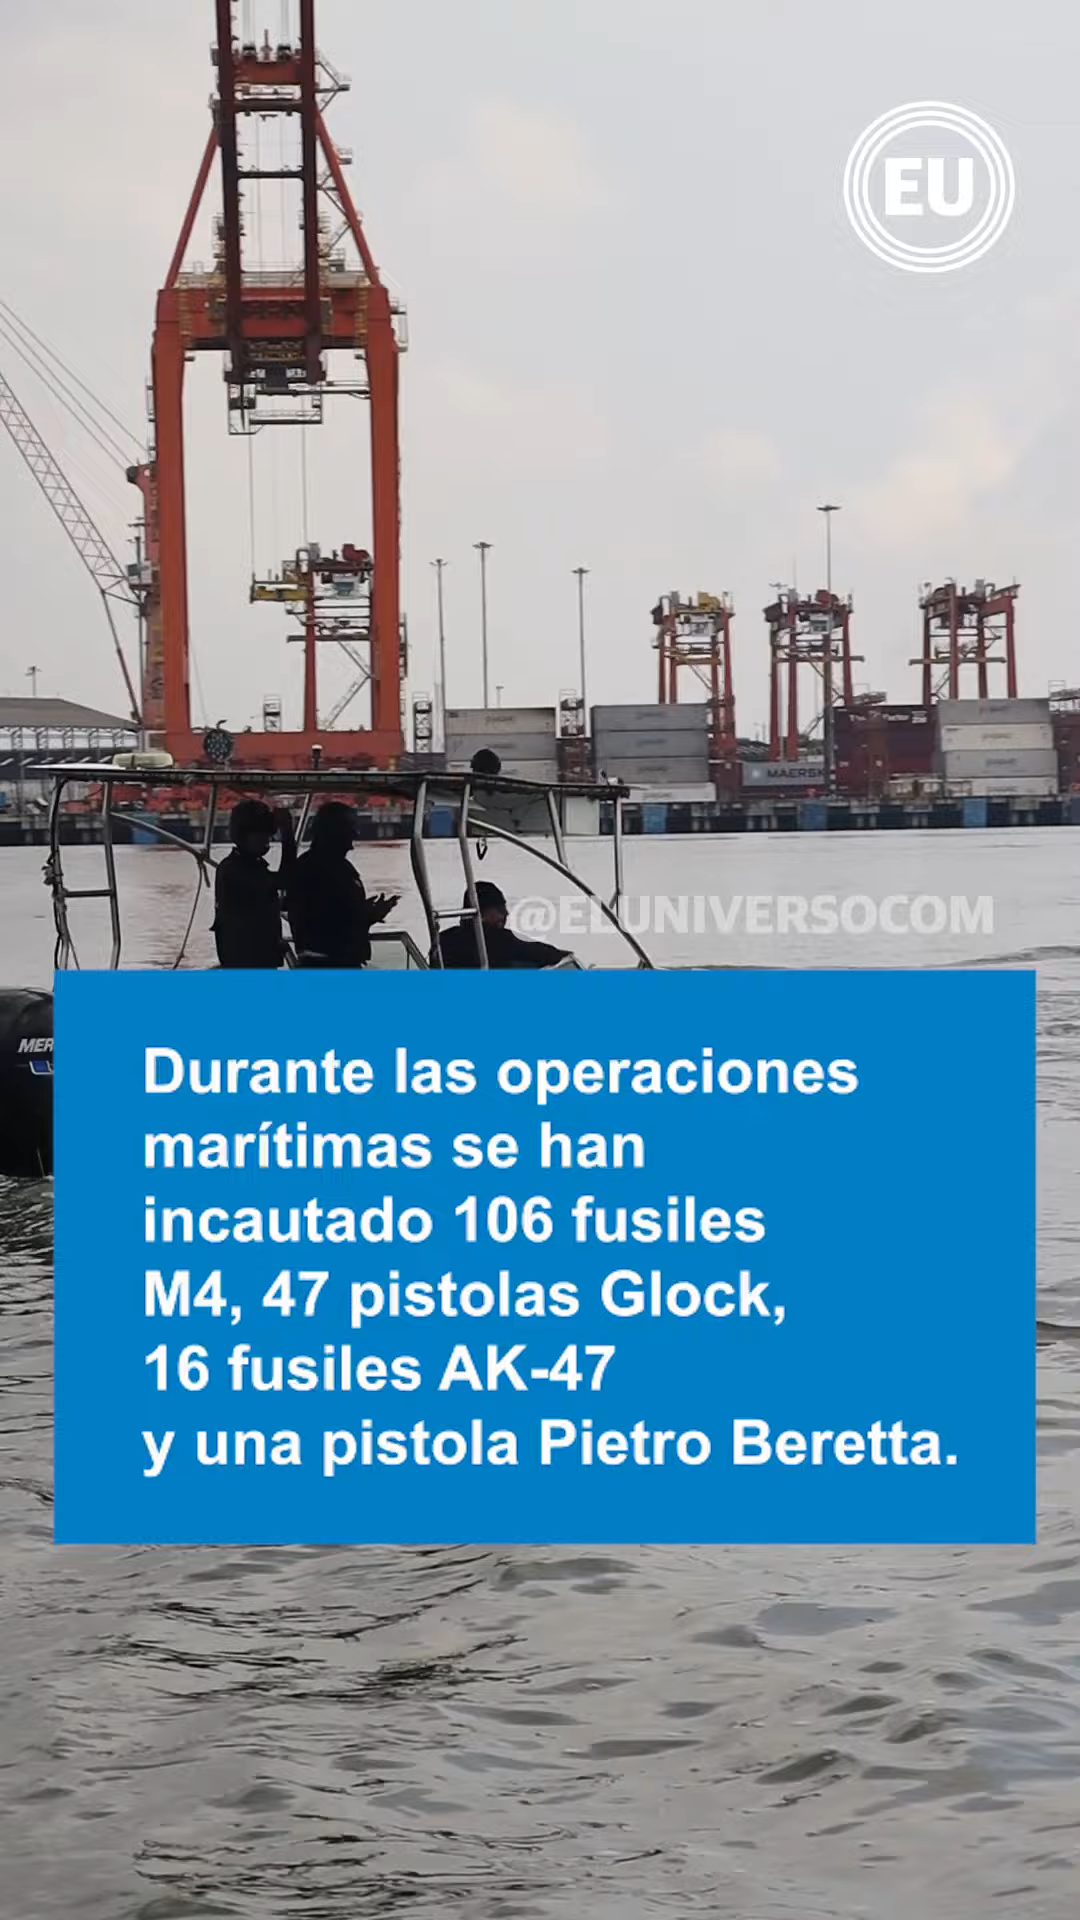 EU
MAERSK
@ELUNIVERSOCOM
MER
Durante las operaciones
marítimas se han
incautado 106 fusiles
M4, 47 pistolas Glock,
16 fusiles AK-47
y una pistola Pietro Beretta.